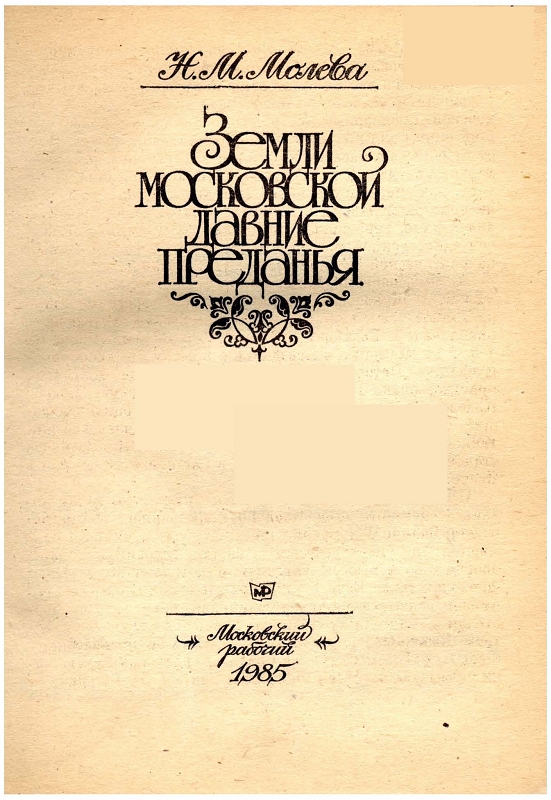 Н. М. Молева
Земли
московской
давние
преданья.
МР
Московский
рабочий
1985